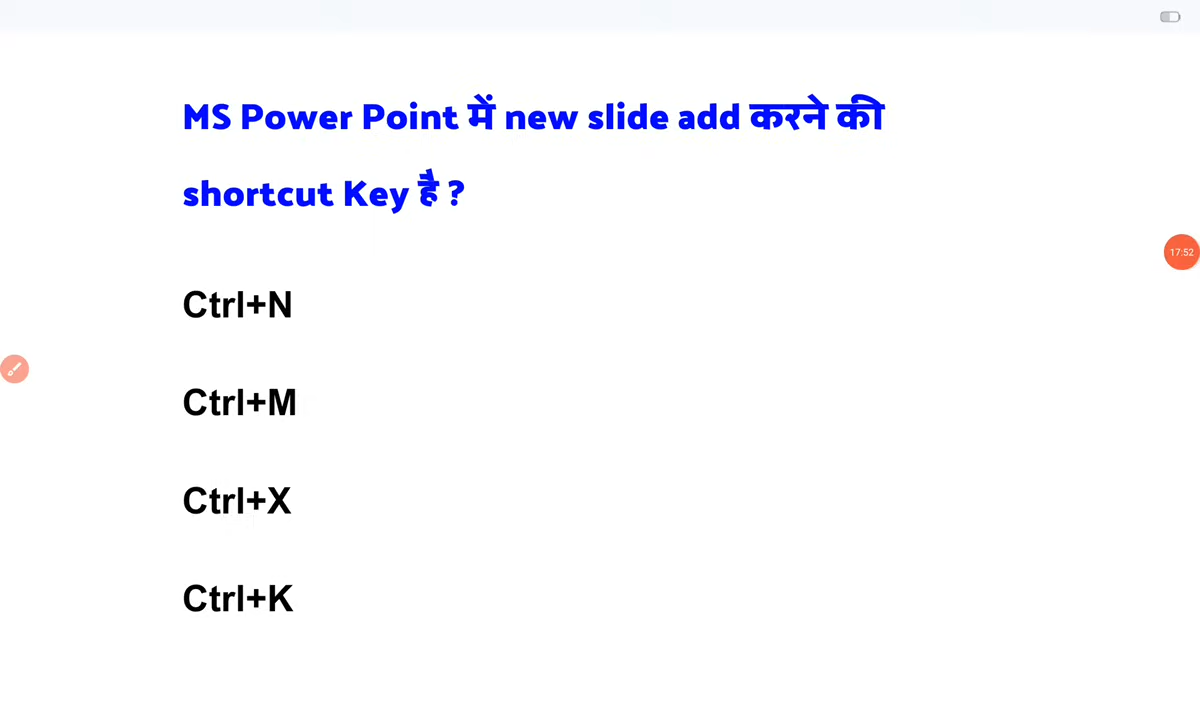 MS Power Point में new slide add करने की
shortcut Key है ?
17:52
Ctrl+N
Ctrl+M
Ctrl+X
Ctrl+K